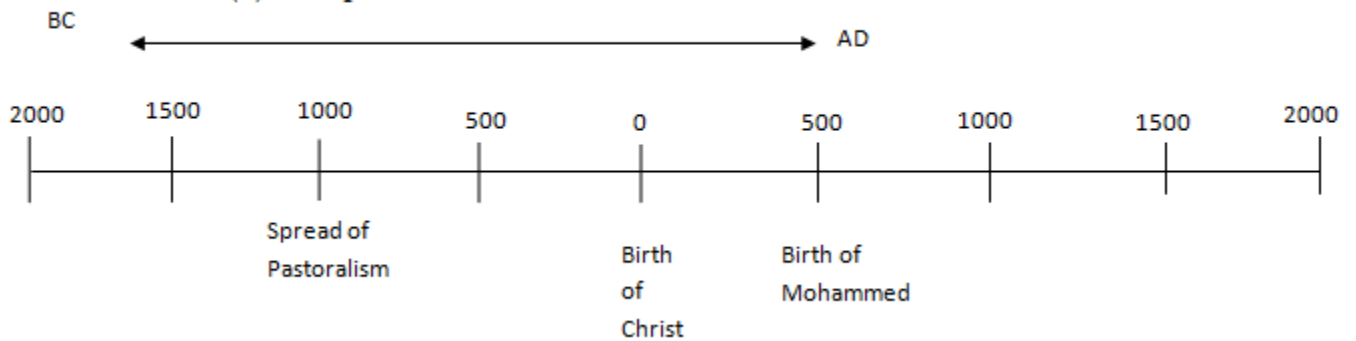 BC
AD
2000 1500 1000 500 0 500 1000 1500 2000
Spread of
Pastoralism
Birth
of
Christ
Birth of
Mohammed